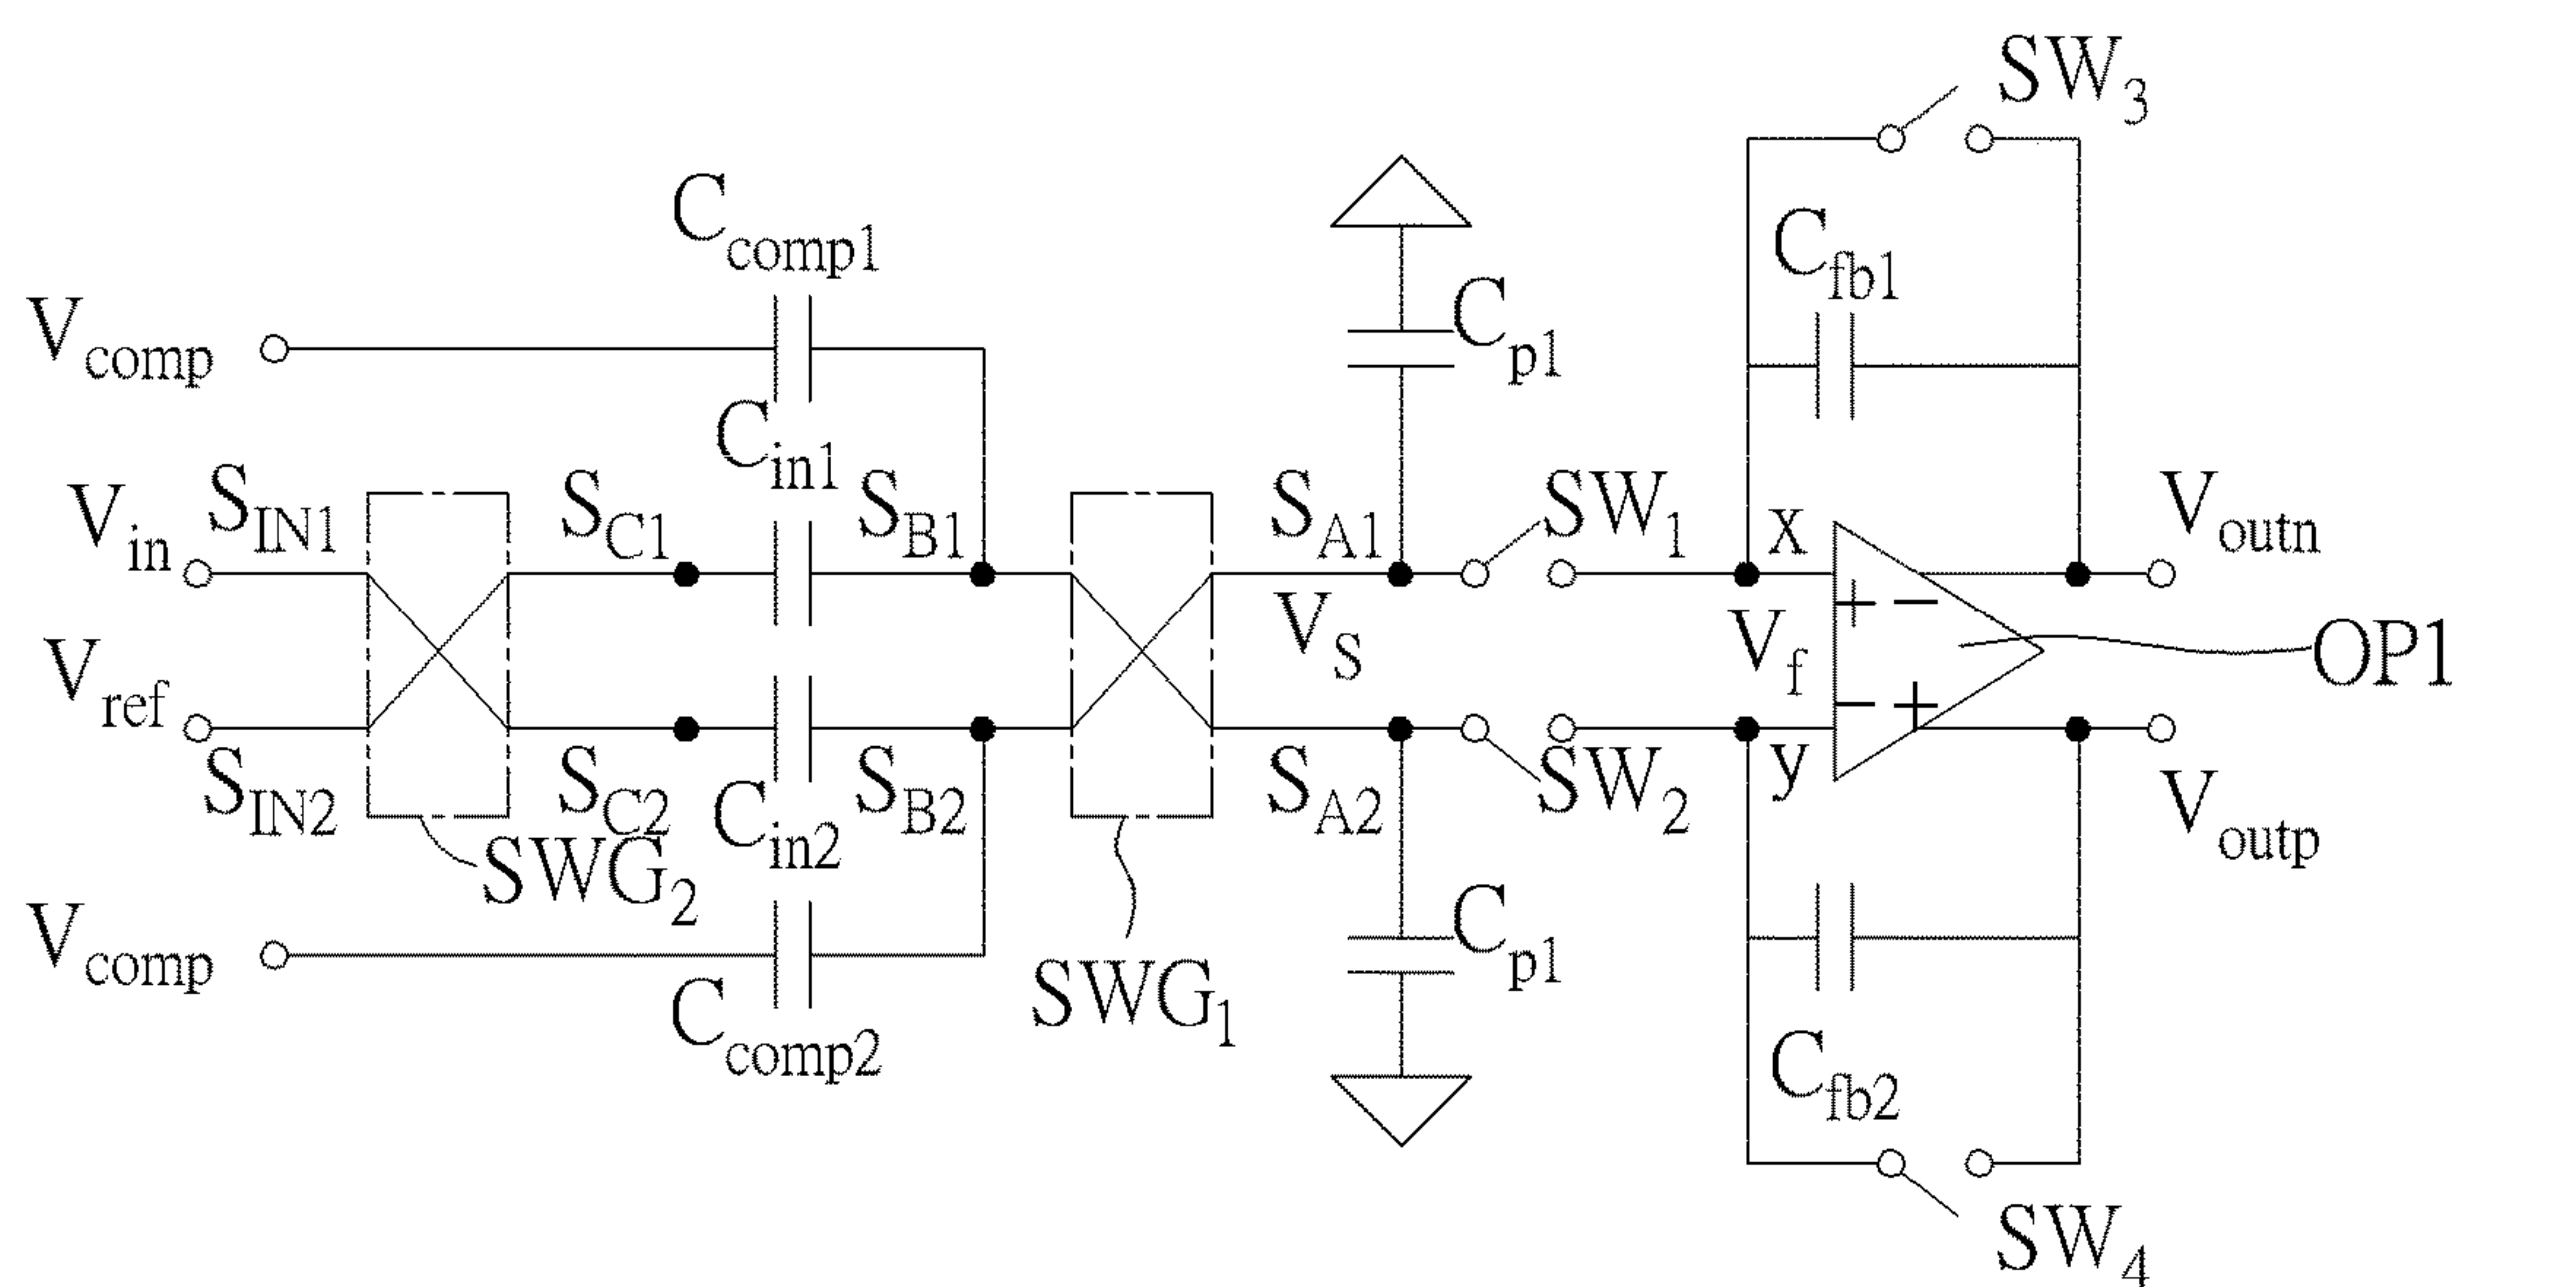 SW3
Ccomp1
Cfb1
Vcomp
Cp1
Cin1
Vin
SIN1
SC1
SB1
SA1
SW1
x
Voutn
VS
Vf
+ −
OP1
Vref
− +
SIN2
SC2
Cin2
SB2
SA2
SW2
y
Voutp
SWG2
Vcomp
Cp1
SWG1
Ccomp2
Cfb2
SW4